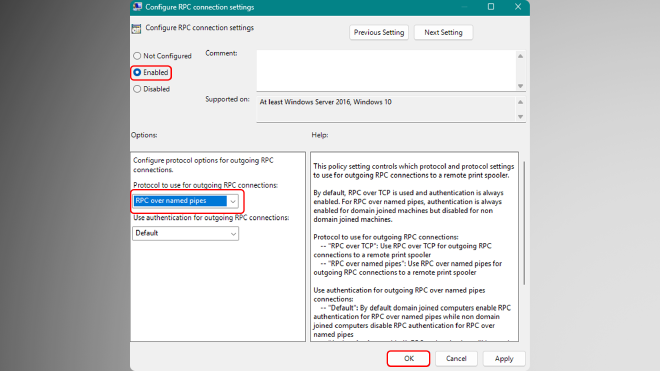 Configure RPC connection settings
Configure RPC connection settings
Previous Setting
Next Setting
Not Configured
Comment:
Enabled
Disabled
Supported on:
At least Windows Server 2016, Windows 10
Options:
Help:
Configure protocol options for outgoing RPC
connections.
Protocol to use for outgoing RPC connections:
RPC over named pipes
Use authentication for outgoing RPC connections:
Default
This policy setting controls which protocol and protocol settings
to use for outgoing RPC connections to a remote print spooler.
By default, RPC over TCP is used and authentication is always
enabled. For RPC over named pipes, authentication is always
enabled for domain joined machines but disabled for non
domain joined machines.
Protocol to use for outgoing RPC connections:
-- "RPC over TCP": Use RPC over TCP for outgoing RPC
connections to a remote print spooler
-- "RPC over named pipes": Use RPC over named pipes for
outgoing RPC connections to a remote print spooler
Use authentication for outgoing RPC over named pipes
connections:
-- "Default": By default domain joined computers enable RPC
authentication for RPC over named pipes while non domain
joined computers disable RPC authentication for RPC over
named pipes
OK
Cancel
Apply